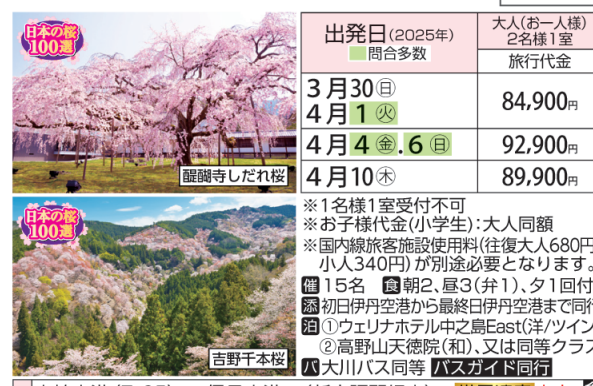 日本の桜
100選
醍醐寺しだれ桜
日本の桜
100選
吉野千本桜
出発日(2025年)
問合多数
大人(お一人様)
2名様1室
旅行代金
3月30㊐
4月1㊋
84,900円
4月4㊎.6㊐
92,900円
4月10㊍
89,900円
※1名様1室受付不可
※お子様代金(小学生):大人同額
※国内線旅客施設使用料(往復大人680円
小人340円)が別途必要となります。
催15名 食朝2、昼3(弁1)、夕1回付
添初日伊丹空港から最終日伊丹空港まで同行
泊①ウェリナホテル中之島East(洋/ツイン
②高野山天徳院(和)、又は同等クラス
バ大川バス同等 バスガイド同行